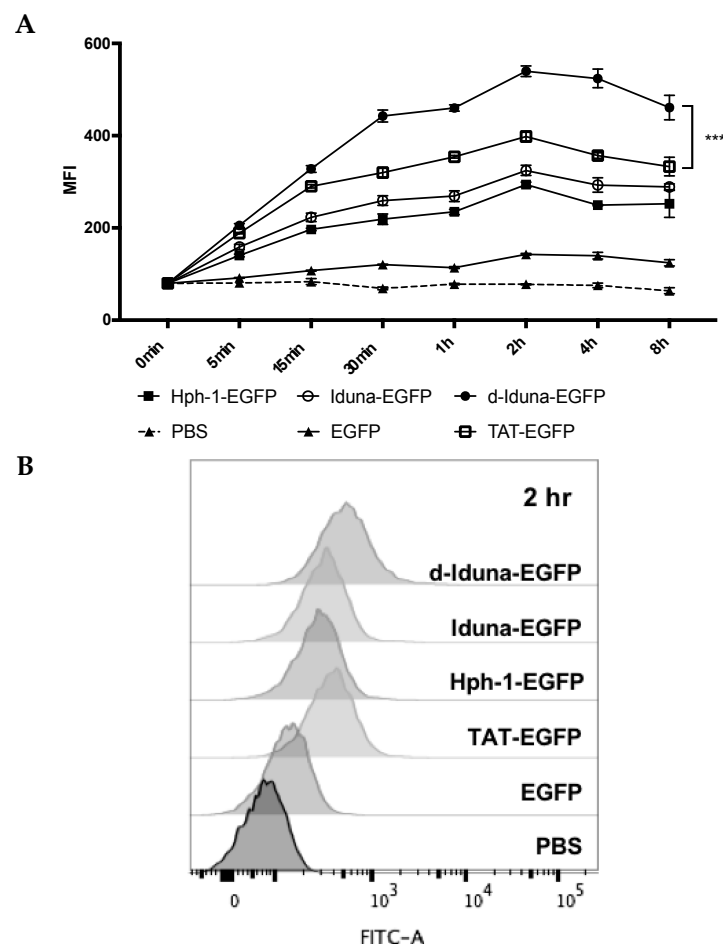 A
600
400
200
0
MFI
***
0min 5min 15min 30min 1h 2h 4h 8h
Hph-1-EGFP Iduna-EGFP d-Iduna-EGFP
PBS EGFP TAT-EGFP
B
2 hr
d-Iduna-EGFP
Iduna-EGFP
Hph-1-EGFP
TAT-EGFP
EGFP
PBS
0 10³ 10⁴ 10⁵
FITC-A